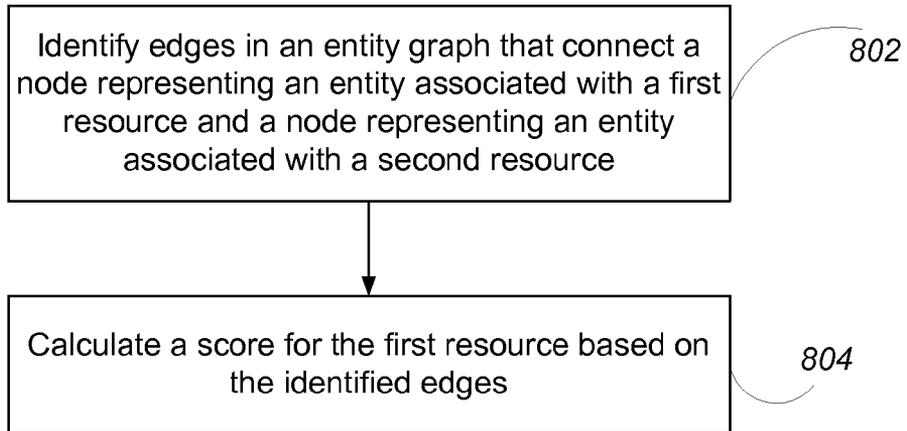 Identify edges in an entity graph that connect a
node representing an entity associated with a first
resource and a node representing an entity
associated with a second resource
802
Calculate a score for the first resource based on
the identified edges
804